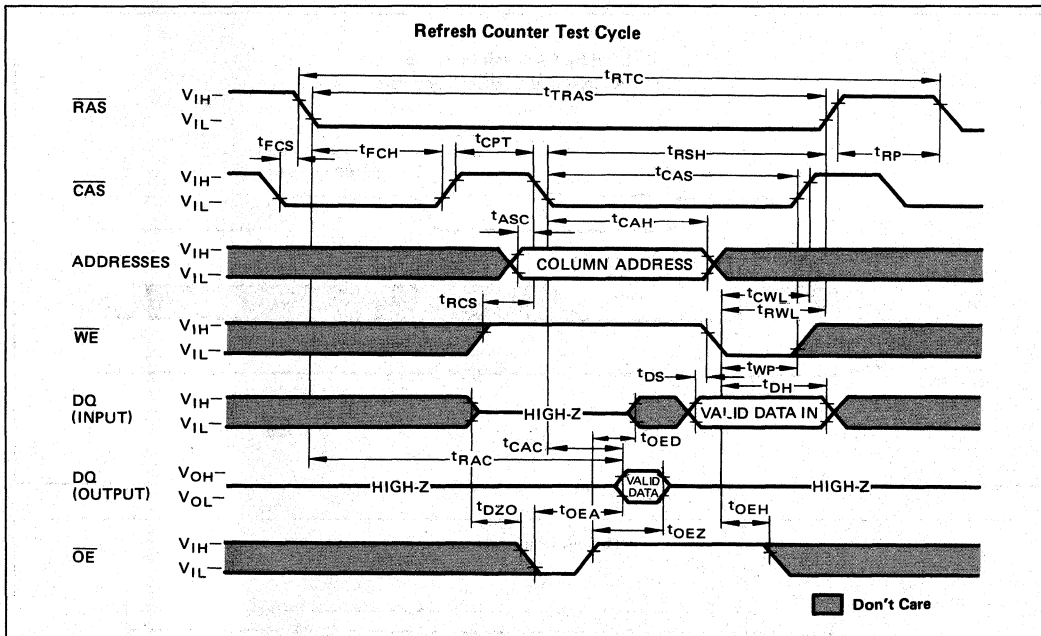 Refresh Counter Test Cycle
tRTC
tTRAS
RAS
VIH
VIL
tFCS
tFCH
tCPT
tRSH
tRP
CAS
VIH
VIL
tCAS
tASC
tCAH
ADDRESSES
VIH
VIL
COLUMN ADDRESS
tRCS
tCWL
tRWL
WE
VIH
VIL
tWP
tDS
tDH
DQ
(INPUT)
VIH
VIL
HIGH-Z
VALID DATA IN
tOED
tCAC
tRAC
DQ
(OUTPUT)
VOH
VOL
HIGH-Z
VALID
DATA
HIGH-Z
tDZO
tOEA
tOEZ
tOEH
OE
VIH
VIL
Don't Care